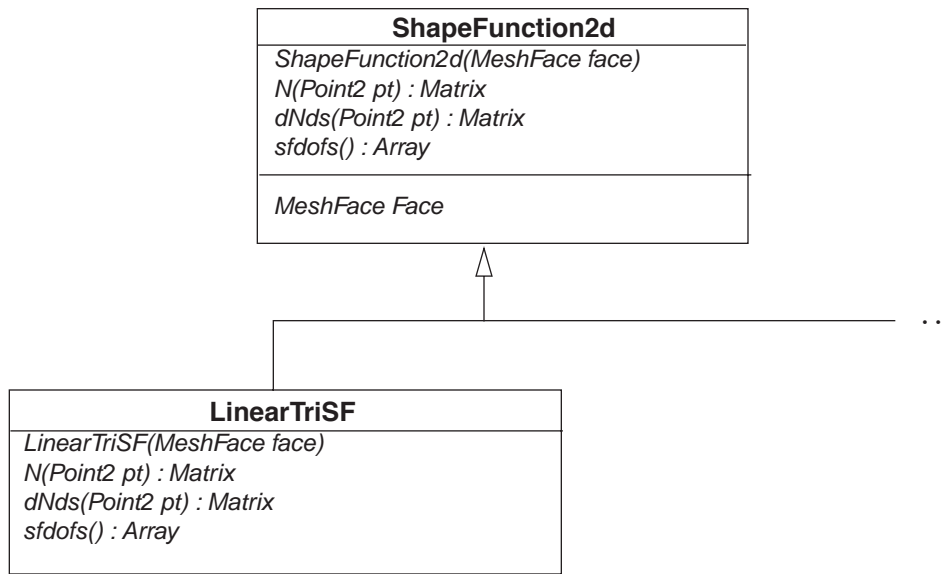 ShapeFunction2d
ShapeFunction2d(MeshFace face)
N(Point2 pt) : Matrix
dNds(Point2 pt) : Matrix
sfdofs() : Array
MeshFace Face
. .
LinearTriSF
LinearTriSF(MeshFace face)
N(Point2 pt) : Matrix
dNds(Point2 pt) : Matrix
sfdofs() : Array